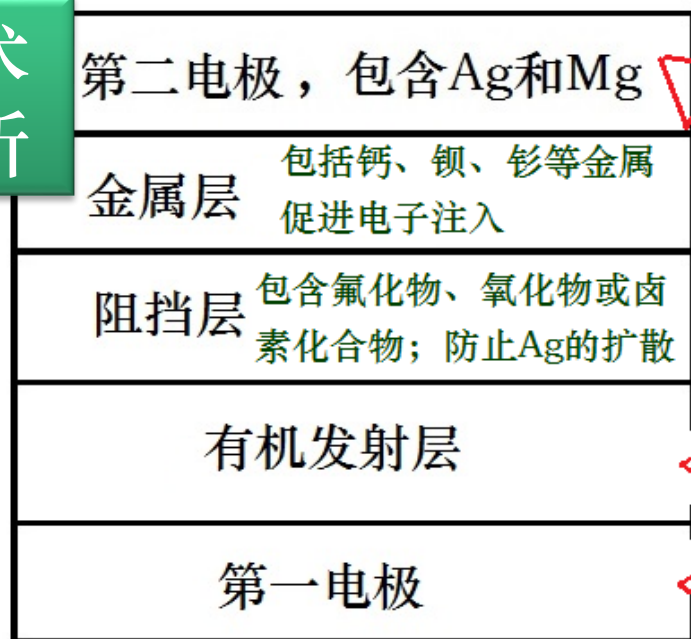 术
析
第二电极，包含Ag和Mg
金属层
包括钙、钡、钐等金属
促进电子注入
阻挡层
包含氟化物、氧化物或卤
素化合物；防止Ag的扩散
有机发射层
第一电极